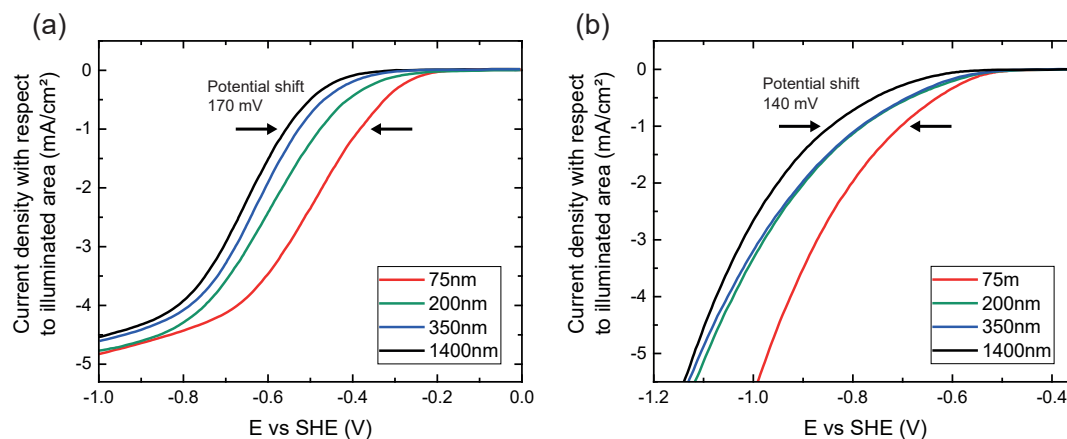 (a)
Current density with respect
to illuminated area (mA/cm²)
0
-1
-2
-3
-4
-5
Potential shift
170 mV
75nm
200nm
350nm
1400nm
-1.0
-0.8
-0.6
-0.4
-0.2
0.0
E vs SHE (V)
(b)
Current density with respect
to illuminated area (mA/cm²)
0
-1
-2
-3
-4
-5
Potential shift
140 mV
75m
200nm
350nm
1400nm
-1.2
-1.0
-0.8
-0.6
-0.4
E vs SHE (V)